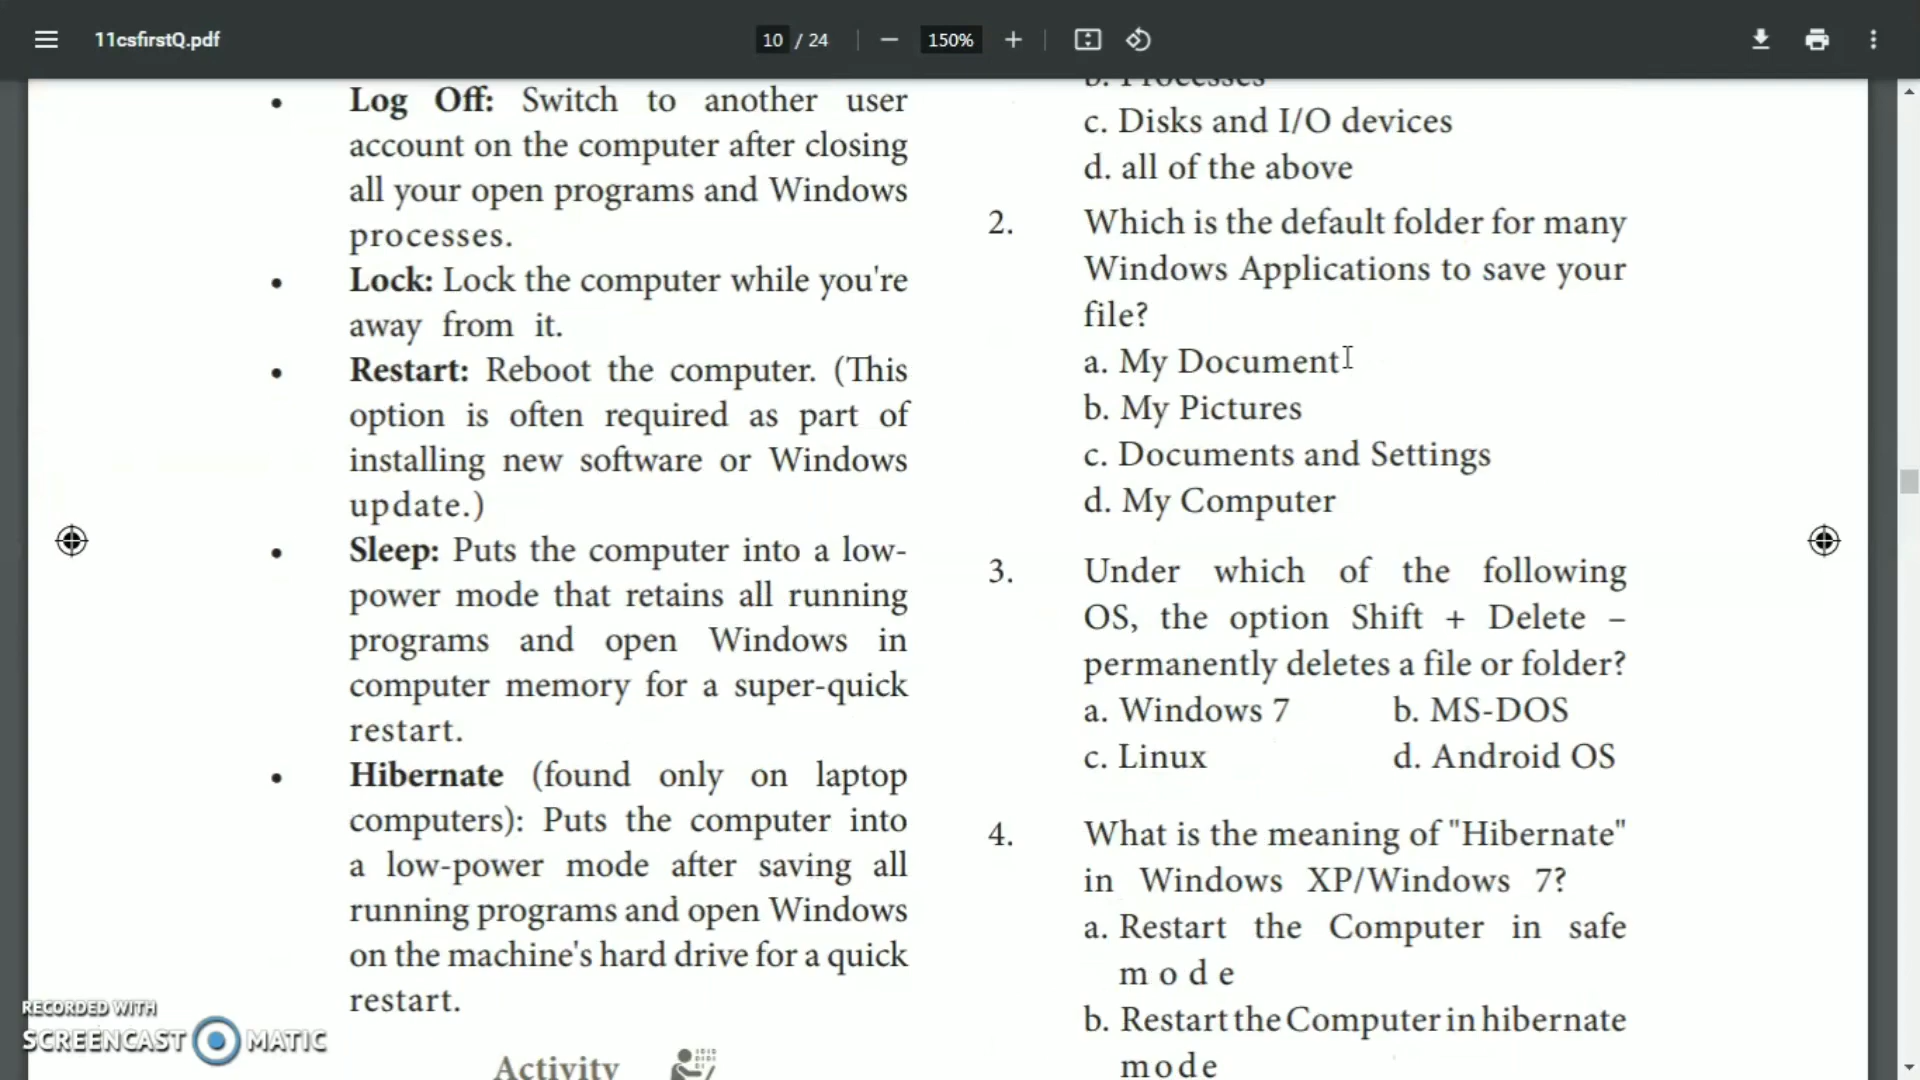 11csfirstQ.pdf
10 / 24
150%
Log Off: Switch to another user
account on the computer after closing
all your open programs and Windows
processes.
Lock: Lock the computer while you're
away from it.
Restart: Reboot the computer. (This
option is often required as part of
installing new software or Windows
update.)
Sleep: Puts the computer into a low-
power mode that retains all running
programs and open Windows in
computer memory for a super-quick
restart.
Hibernate (found only on laptop
computers): Puts the computer into
a low-power mode after saving all
running programs and open Windows
on the machine's hard drive for a quick
restart.
Activity
b. Processes
c. Disks and I/O devices
d. all of the above
2. Which is the default folder for many
Windows Applications to save your
file?
a. My Document
b. My Pictures
c. Documents and Settings
d. My Computer
3. Under which of the following
OS, the option Shift + Delete –
permanently deletes a file or folder?
a. Windows 7 b. MS-DOS
c. Linux d. Android OS
4. What is the meaning of "Hibernate"
in Windows XP/Windows 7?
a. Restart the Computer in safe
mode
b. Restart the Computer in hibernate
mode
RECORDED WITH
SCREENCAST MATIC